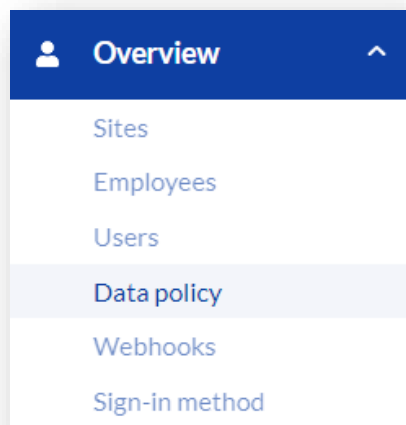 Overview
Sites
Employees
Users
Data policy
Webhooks
Sign-in method